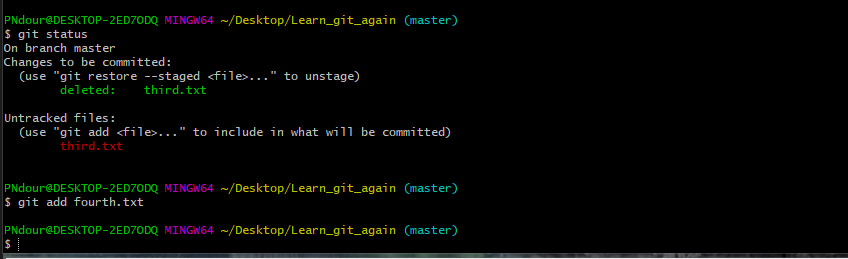 PNdour@DESKTOP-2ED7ODQ MINGW64 ~/Desktop/Learn_git_again (master)
$ git status
On branch master
Changes to be committed:
  (use "git restore --staged <file>..." to unstage)
        deleted:    third.txt
Untracked files:
  (use "git add <file>..." to include in what will be committed)
        third.txt
PNdour@DESKTOP-2ED7ODQ MINGW64 ~/Desktop/Learn_git_again (master)
$ git add fourth.txt
PNdour@DESKTOP-2ED7ODQ MINGW64 ~/Desktop/Learn_git_again (master)
$